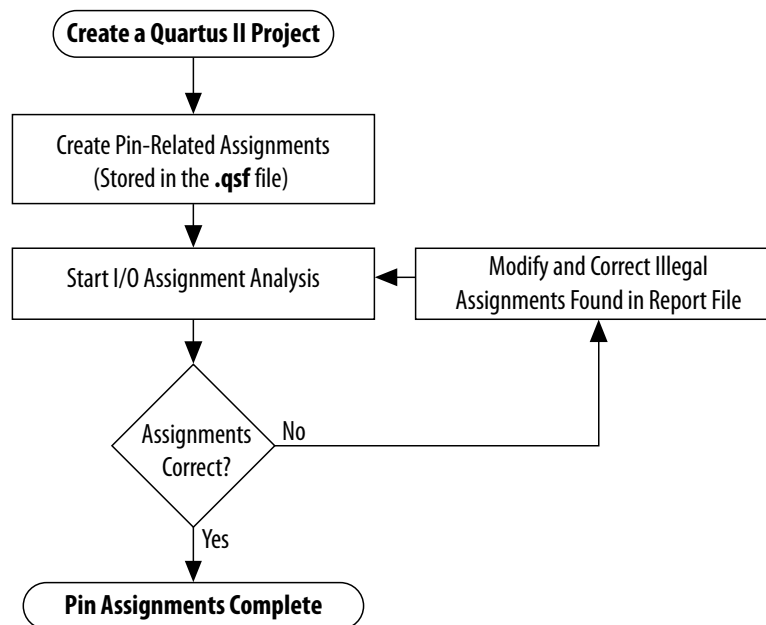 Create a Quartus II Project
Create Pin-Related Assignments
(Stored in the .qsf file)
Start I/O Assignment Analysis
Modify and Correct Illegal
Assignments Found in Report File
Assignments
Correct?
No
Yes
Pin Assignments Complete